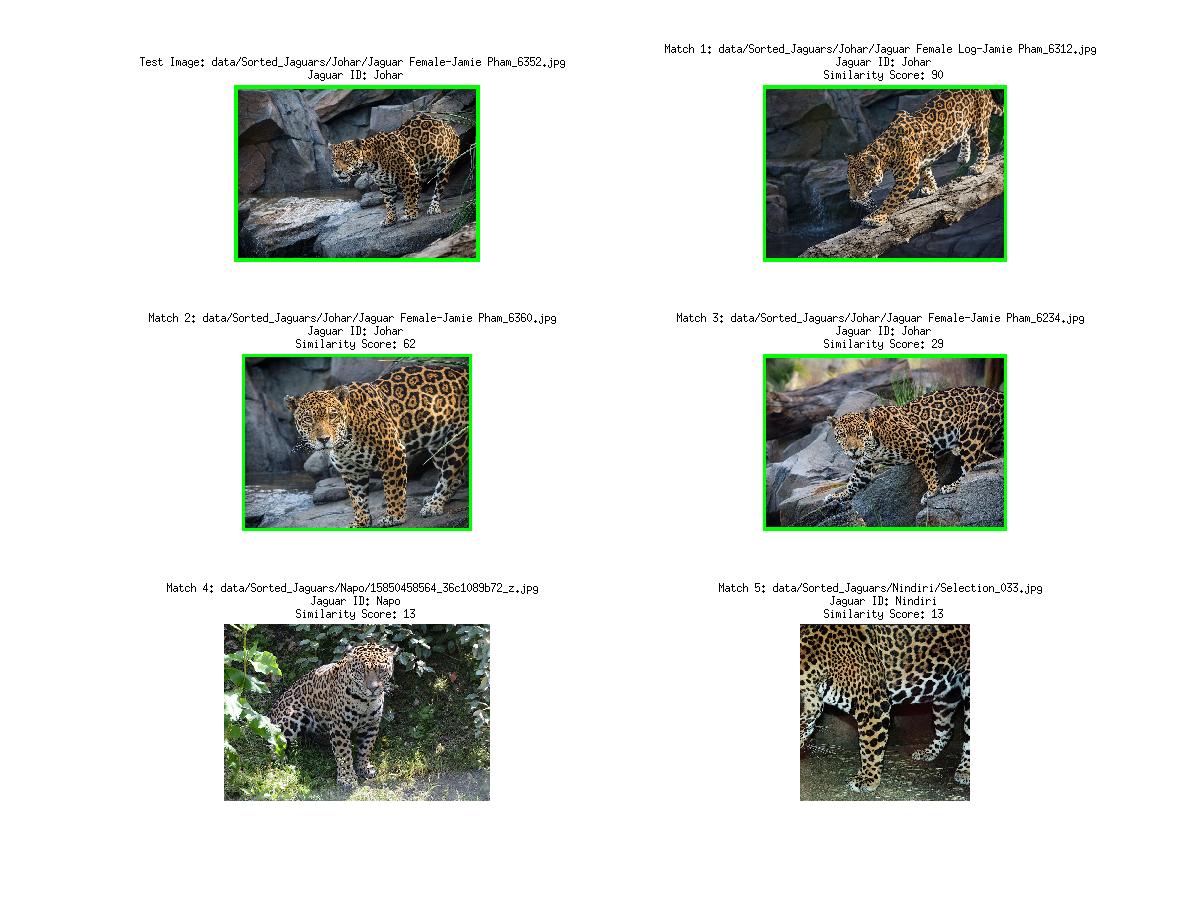 Test Image: data/Sorted_Jaguars/Johar/Jaguar Female-Jamie Pham_6352.jpg
Jaguar ID: Johar
Match 1: data/Sorted_Jaguars/Johar/Jaguar Female Log-Jamie Pham_6312.jpg
Jaguar ID: Johar
Similarity Score: 90
Match 2: data/Sorted_Jaguars/Johar/Jaguar Female-Jamie Pham_6360.jpg
Jaguar ID: Johar
Similarity Score: 62
Match 3: data/Sorted_Jaguars/Johar/Jaguar Female-Jamie Pham_6234.jpg
Jaguar ID: Johar
Similarity Score: 29
Match 4: data/Sorted_Jaguars/Napo/15850458564_36c1089b72_z.jpg
Jaguar ID: Napo
Similarity Score: 13
Match 5: data/Sorted_Jaguars/Nindiri/Selection_033.jpg
Jaguar ID: Nindiri
Similarity Score: 13